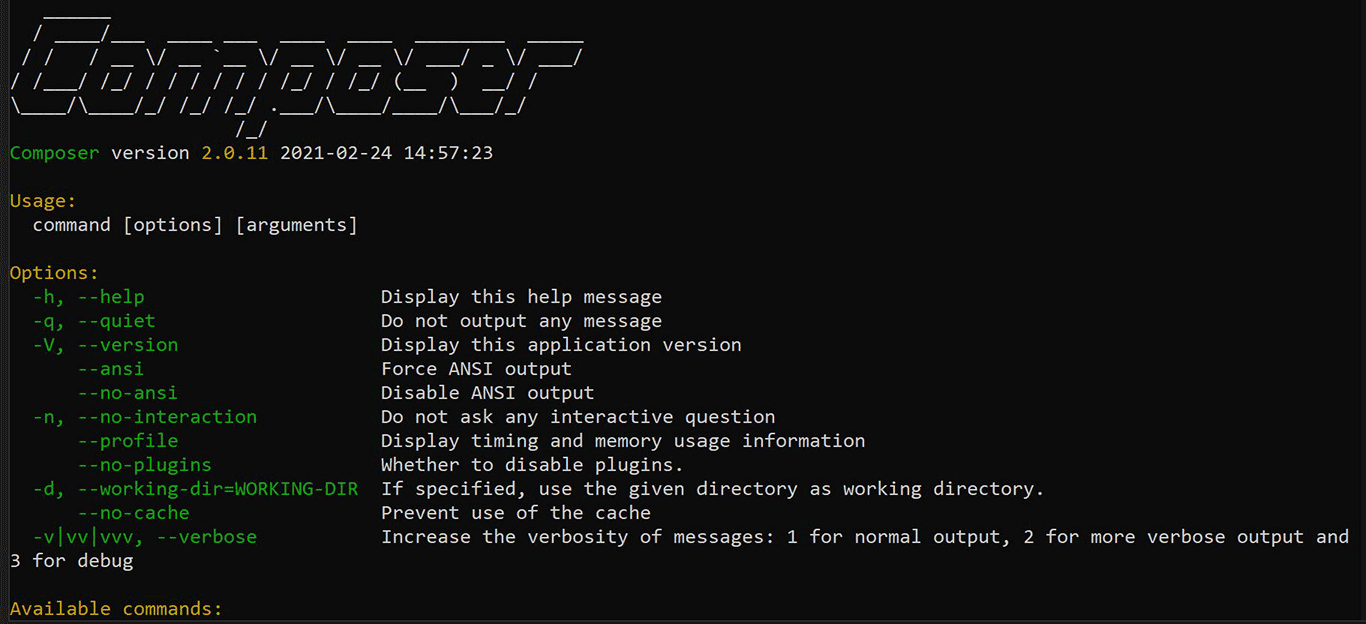 ______
  / ____/___  ____ ___  ____  ____  ________  _____
 / /   / __ \/ __ `__ \/ __ \/ __ \/ ___/ _ \/ ___/
/ /___/ /_/ / / / / / / /_/ / /_/ (__  )  __/ /
\____/\____/_/ /_/ /_/ .___/\____/____/\___/_/
                    /_/
Composer version 2.0.11 2021-02-24 14:57:23

Usage:
  command [options] [arguments]

Options:
  -h, --help                     Display this help message
  -q, --quiet                    Do not output any message
  -V, --version                  Display this application version
      --ansi                     Force ANSI output
      --no-ansi                  Disable ANSI output
  -n, --no-interaction           Do not ask any interactive question
      --profile                  Display timing and memory usage information
      --no-plugins               Whether to disable plugins.
  -d, --working-dir=WORKING-DIR  If specified, use the given directory as working directory.
      --no-cache                 Prevent use of the cache
  -v|vv|vvv, --verbose           Increase the verbosity of messages: 1 for normal output, 2 for more verbose output and
3 for debug

Available commands: